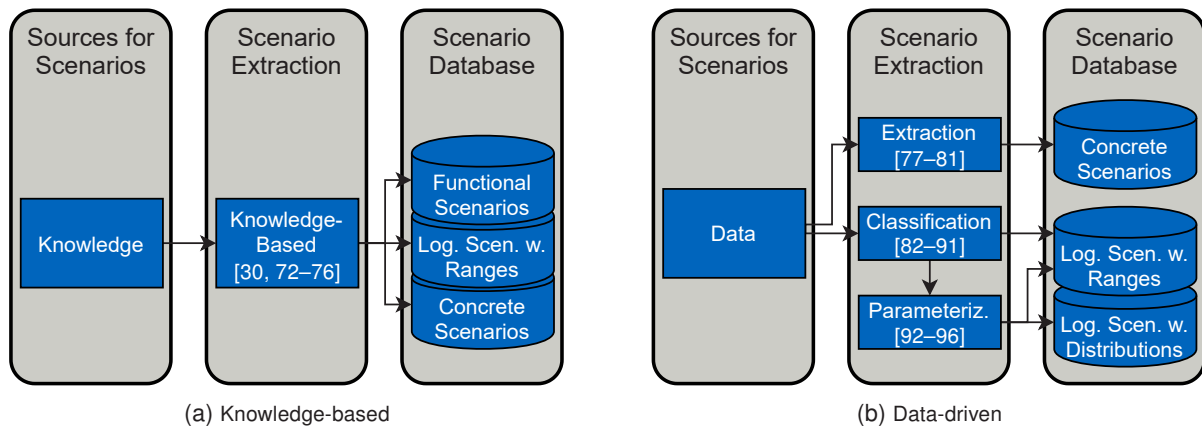 Sources for
Scenarios
Scenario
Extraction
Scenario
Database
Knowledge
Knowledge-
Based
[30, 72–76]
Functional
Scenarios
Log. Scen. w.
Ranges
Concrete
Scenarios
(a) Knowledge-based
Sources for
Scenarios
Scenario
Extraction
Scenario
Database
Data
Extraction
[77–81]
Classification
[82–91]
Parameteriz.
[92–96]
Concrete
Scenarios
Log. Scen. w.
Ranges
Log. Scen. w.
Distributions
(b) Data-driven